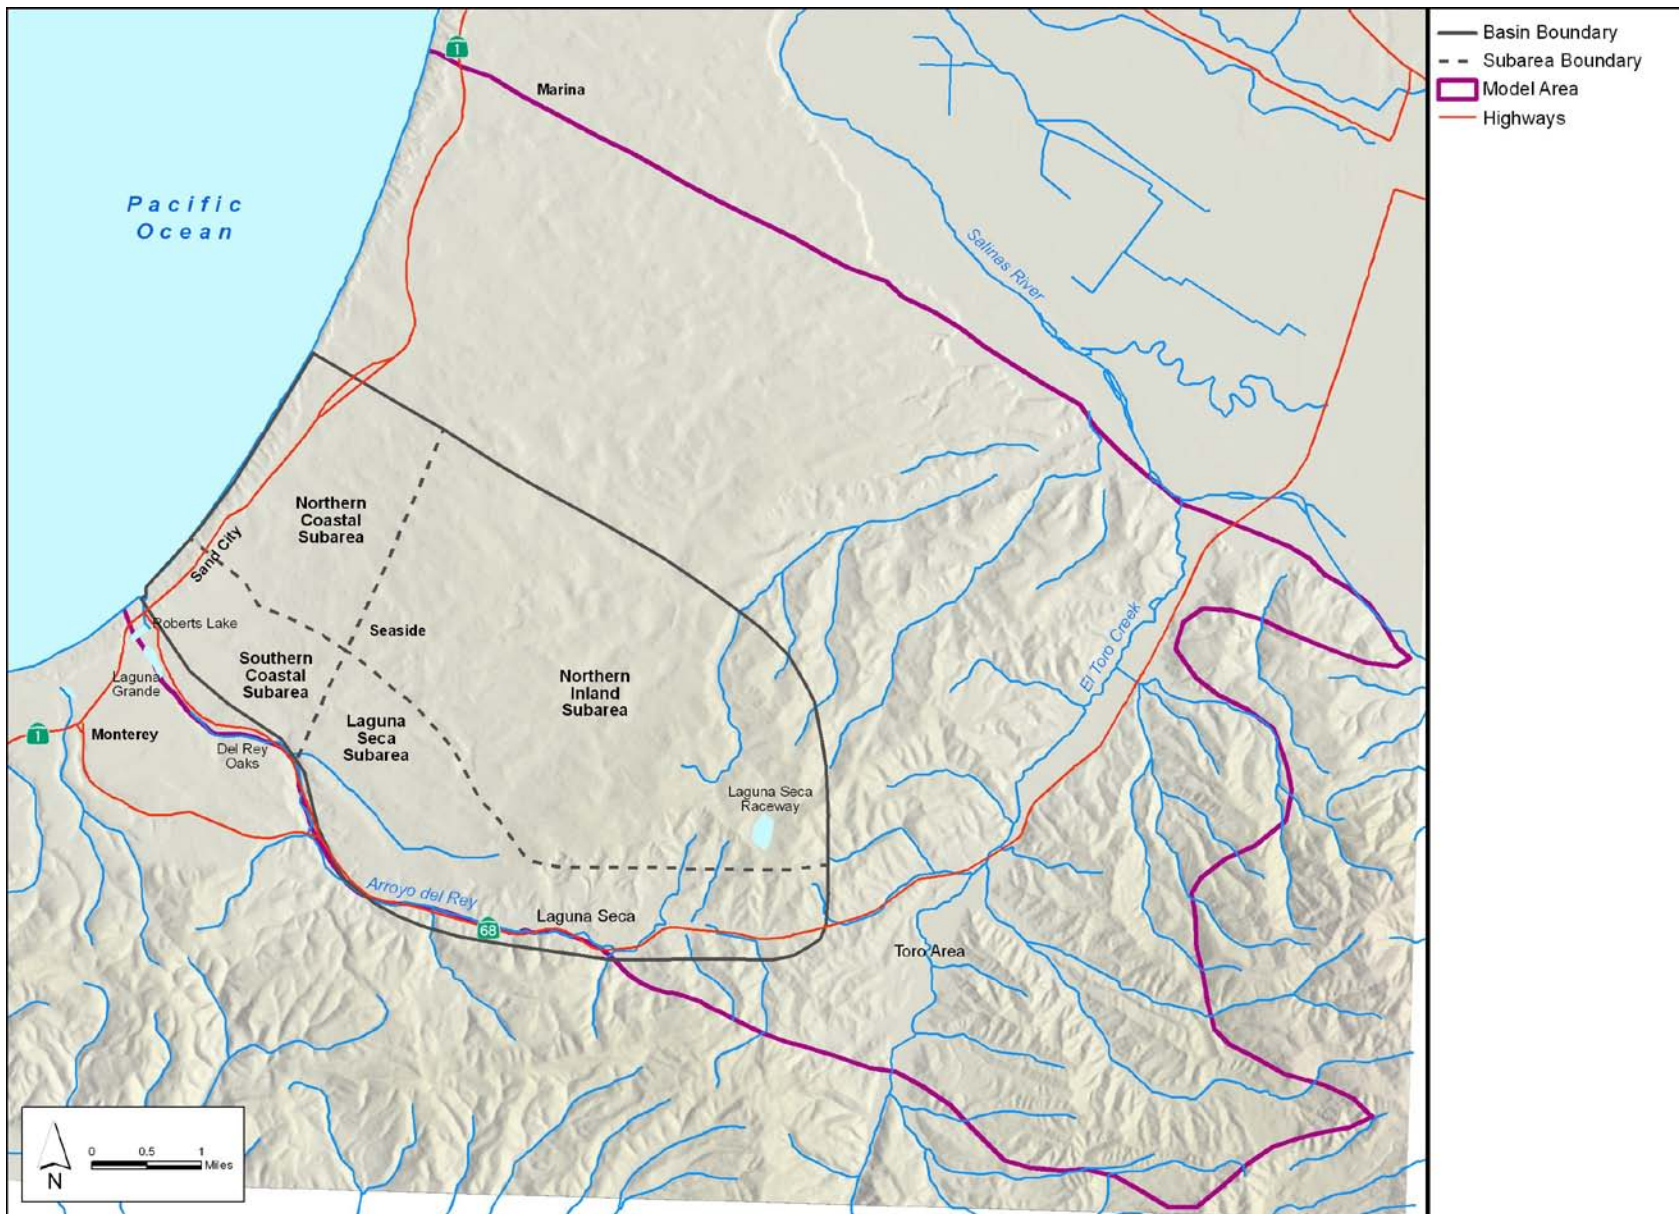 Basin Boundary
Subarea Boundary
Model Area
Highways
1
Marina
Pacific
Ocean
Salinas River
Northern
Coastal
Subarea
Sand City
Roberts Lake
Seaside
El Toro Creek
Southern
Coastal
Subarea
Laguna
Grande
Northern
Inland
Subarea
Laguna
Seca
Subarea
1
Monterey
Del Rey
Oaks
Laguna Seca
Raceway
Arroyo del Rey
68
Laguna Seca
Toro Area
N
0 0.5 1
Miles